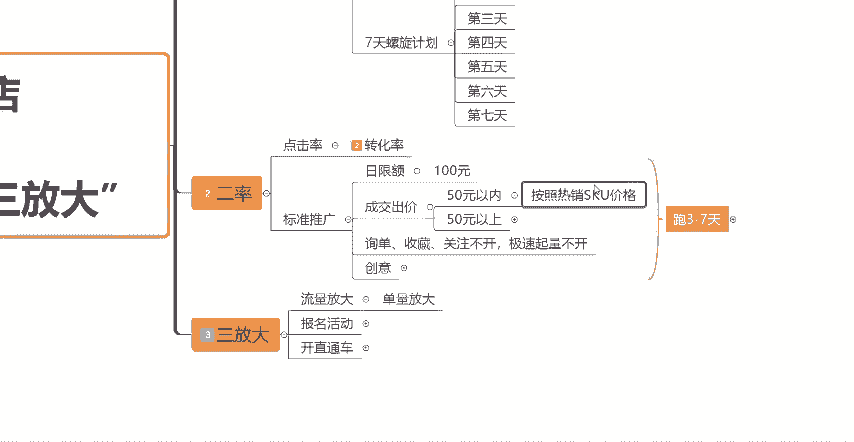 第三天
7天螺旋计划
第四天
第五天
第六天
第七天
店
三放大”
2 二率
点击率
2 转化率
标准推广
日限额
100元
成交出价
50元以内
按照热销SKU价格
50元以上
询单、收藏、关注不开，极速起量不开
创意
跑3-7天
3 三放大
流量放大
单量放大
报名活动
开直通车